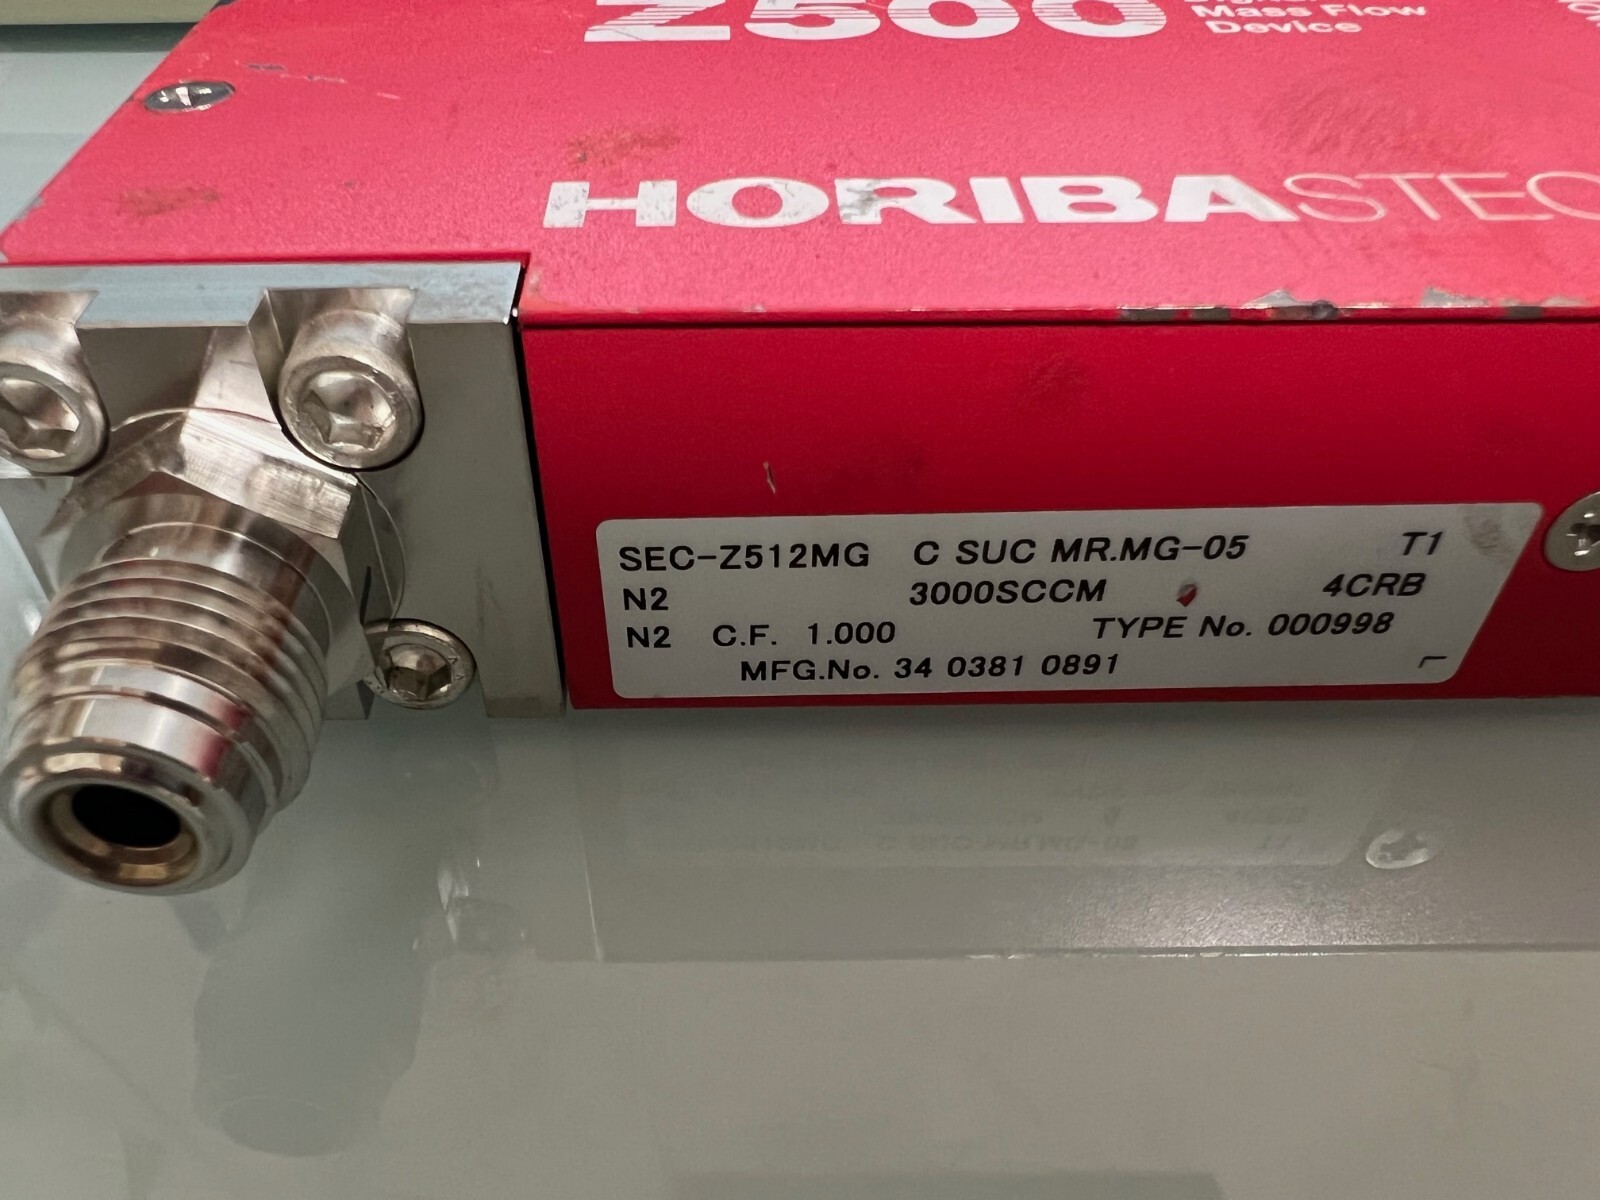 Z500
Mass Flow
Device
HORIBASTEC
SEC-Z512MG C SUC MR.MG-05 T1
N2 3000SCCM 4CRB
N2 C.F. 1.000 TYPE No. 000998
MFG.No. 34 0381 0891